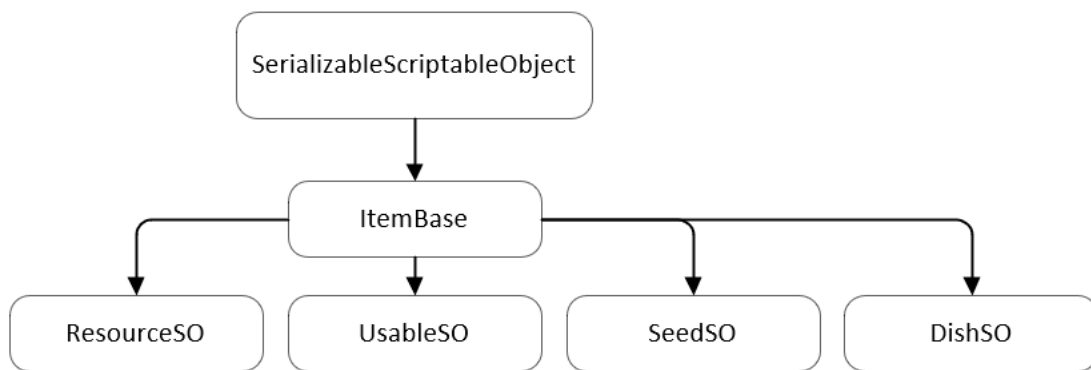 SerializableScriptableObject
ItemBase
ResourceSO
UsableSO
SeedSO
DishSO